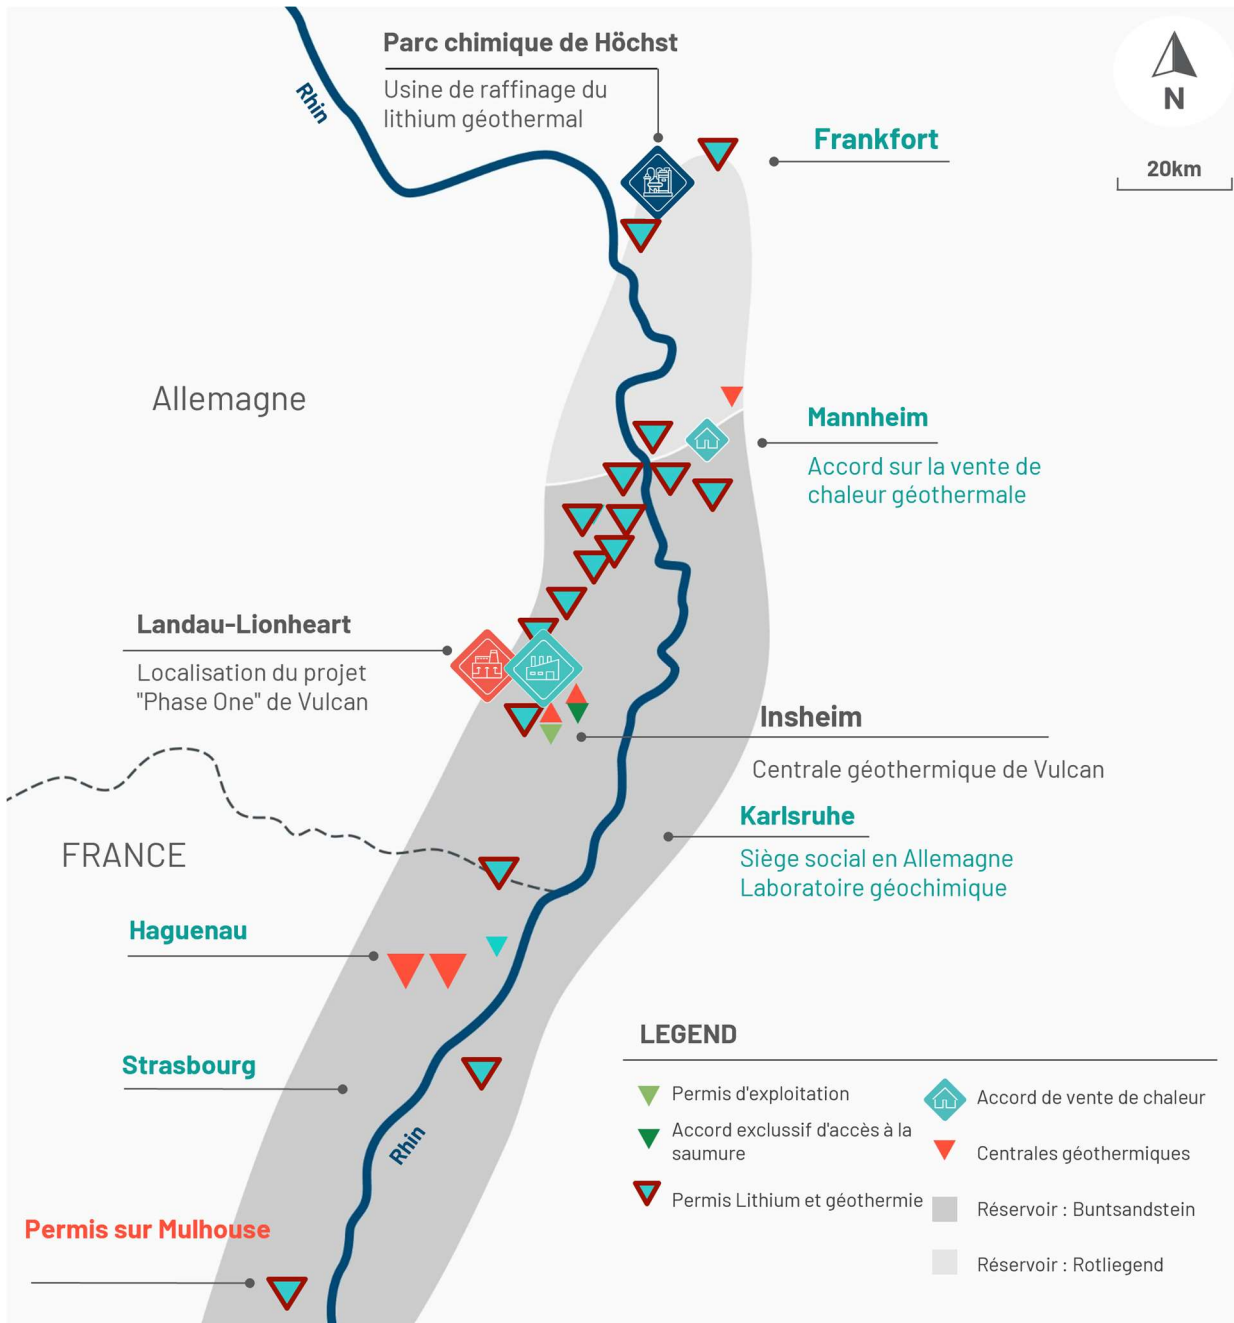 Parc chimique de Höchst
Usine de raffinage du
lithium géothermal
Rhin
N
20km
Frankfort
Allemagne
Mannheim
Accord sur la vente de
chaleur géothermale
Landau-Lionheart
Localisation du projet
"Phase One" de Vulcan
Insheim
Centrale géothermique de Vulcan
Karlsruhe
Siège social en Allemagne
Laboratoire géochimique
FRANCE
Haguenau
Strasbourg
Rhin
Permis sur Mulhouse
LEGEND
Permis d'exploitation
Accord exclussif d'accès à la
saumure
Permis Lithium et géothermie
Accord de vente de chaleur
Centrales géothermiques
Réservoir : Buntsandstein
Réservoir : Rotliegend